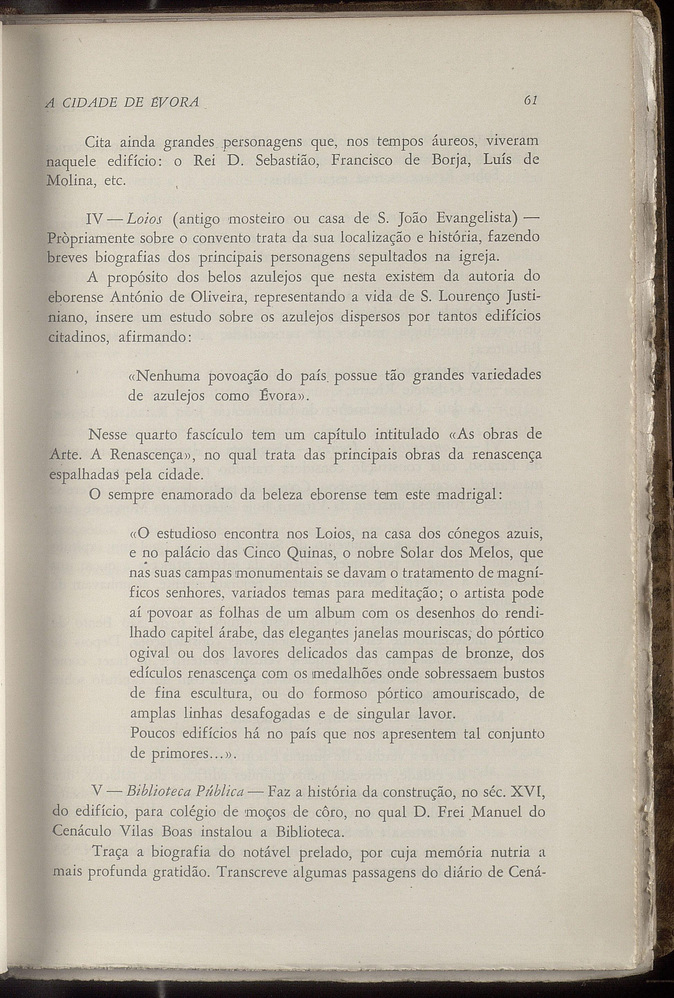 A CIDADE DE ÉVORA 61
Cita ainda grandes personagens que, nos tempos áureos, viveram
naquele edifício: o Rei D. Sebastião, Francisco de Borja, Luís de
Molina, etc.
IV — Loios (antigo mosteiro ou casa de S. João Evangelista) —
Pròpriamente sobre o convento trata da sua localização e história, fazendo
breves biografias dos principais personagens sepultados na igreja.
A propósito dos belos azulejos que nesta existem da autoria do
eborense António de Oliveira, representando a vida de S. Lourenço Justi-
niano, insere um estudo sobre os azulejos dispersos por tantos edifícios
citadinos, afirmando:
«Nenhuma povoação do país possue tão grandes variedades
de azulejos como Évora».
Nesse quarto fascículo tem um capítulo intitulado «As obras de
Arte. A Renascença», no qual trata das principais obras da renascença
espalhadas pela cidade.
O sempre enamorado da beleza eborense tem este madrigal:
«O estudioso encontra nos Loios, na casa dos cónegos azuis,
e no palácio das Cinco Quinas, o nobre Solar dos Melos, que
nas suas campas monumentais se davam o tratamento de magní-
ficos senhores, variados temas para meditação; o artista pode
aí povoar as folhas de um album com os desenhos do rendi-
lhado capitel árabe, das elegantes janelas mouriscas, do pórtico
ogival ou dos lavores delicados das campas de bronze, dos
edículos renascença com os medalhões onde sobressaem bustos
de fina escultura, ou do formoso pórtico amouriscado, de
amplas linhas desafogadas e de singular lavor.
Poucos edifícios há no país que nos apresentem tal conjunto
de primores...».
V — Biblioteca Pública — Faz a história da construção, no séc. XVI,
do edifício, para colégio de moços de côro, no qual D. Frei Manuel do
Cenáculo Vilas Boas instalou a Biblioteca.
Traça a biografia do notável prelado, por cuja memória nutria a
mais profunda gratidão. Transcreve algumas passagens do diário de Cená-